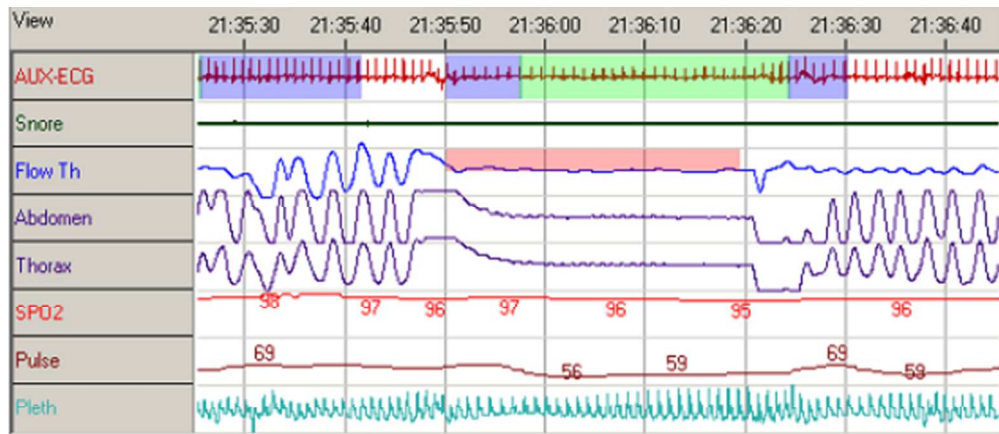 View 21:35:30 21:35:40 21:35:50 21:36:00 21:36:10 21:36:20 21:36:30 21:36:40
AUX-ECG
Snore
Flow Th
Abdomen
Thorax
SPO2 98 97 96 97 96 95 96
Pulse 69 56 59 69 59
Pleth